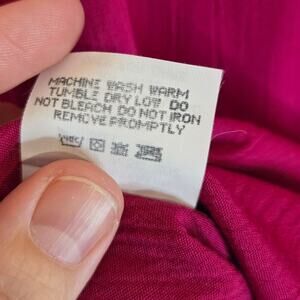 MACHINE WASH WARM
TUMBLE DRY LOW DO
NOT BLEACH DO NOT IRON
REMOVE PROMPTLY